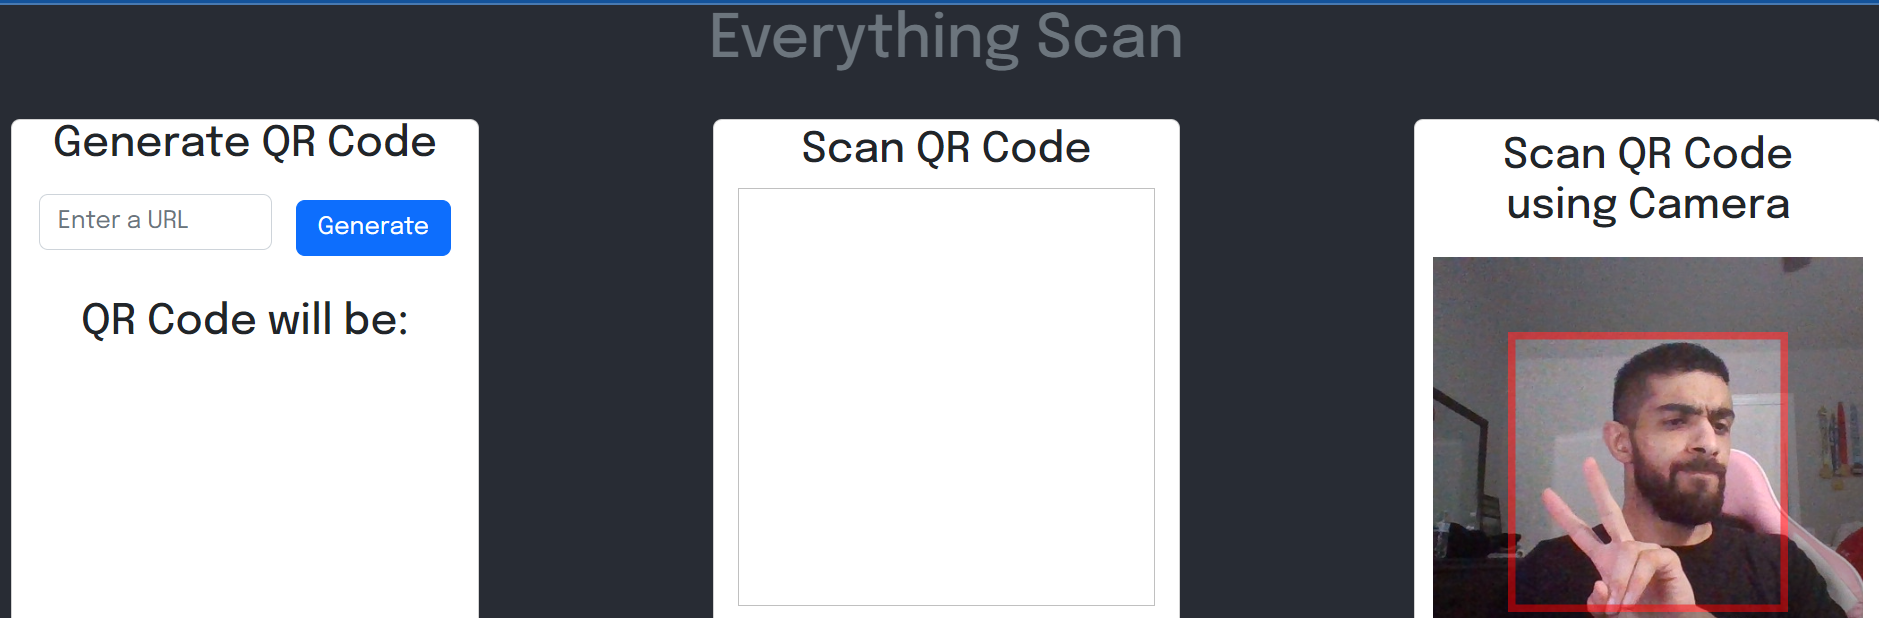 Everything Scan
Generate QR Code
Enter a URL
Generate
QR Code will be:
Scan QR Code
Scan QR Code
using Camera